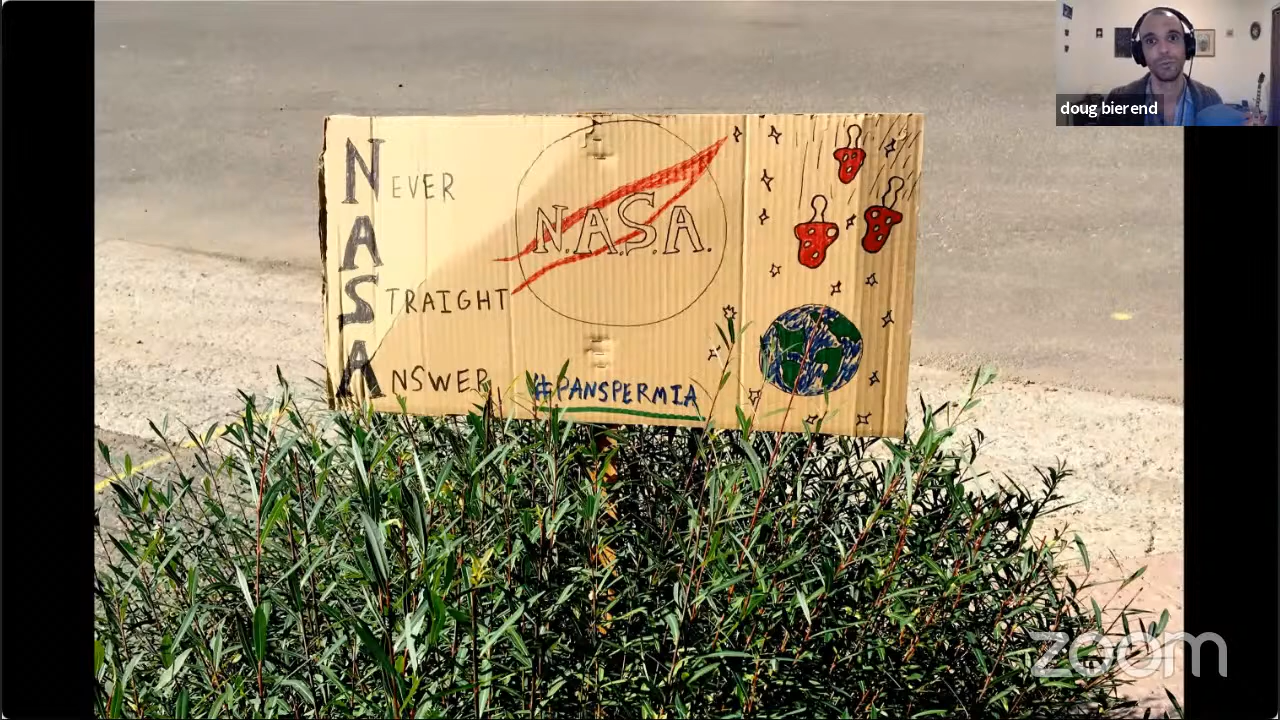 doug bierend
NEVER
N.A.S.A.
A
STRAIGHT
ANSWER
#PANSPERMIA
zoom